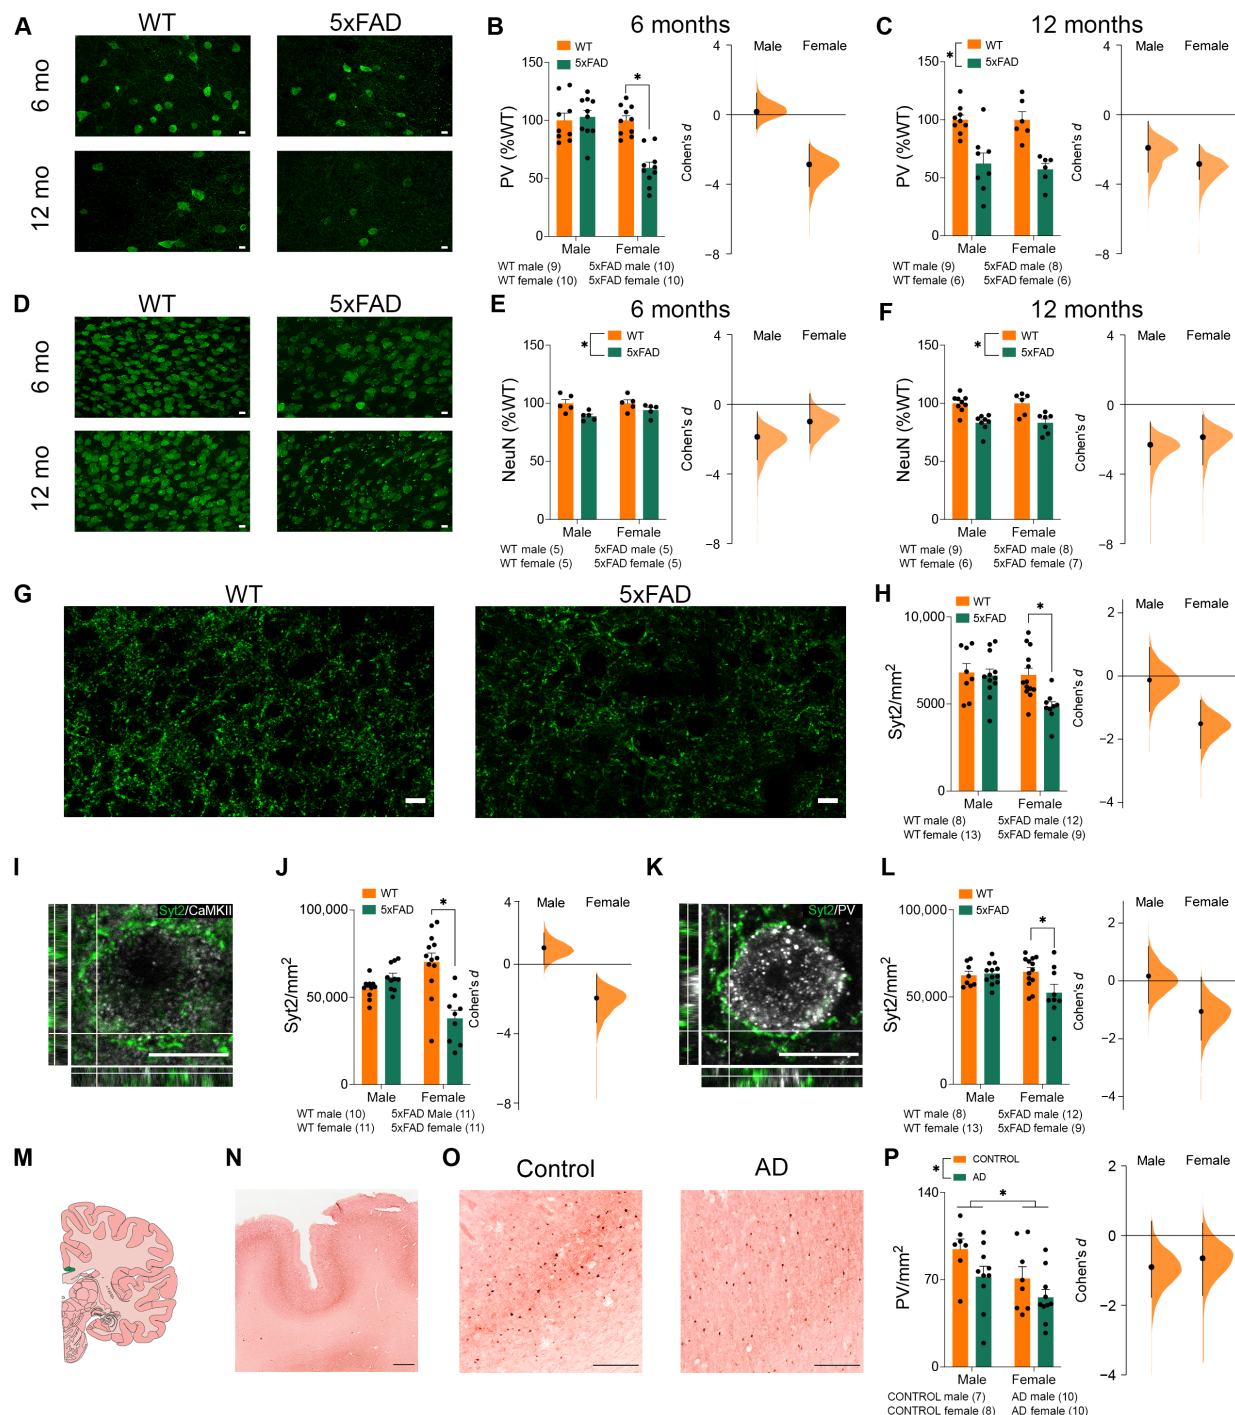 A
WT
5xFAD
6 mo
12 mo
B
6 months
WT
5xFAD
*
PV (%WT)
150
100
50
0
Male
Female
WT male (9) 5xFAD male (10)
WT female (10) 5xFAD female (10)
Male
Female
Cohen's d
4
0
−4
−8
C
12 months
WT
* 5xFAD
PV (%WT)
150
100
50
0
Male
Female
WT male (9) 5xFAD male (8)
WT female (6) 5xFAD female (6)
Male
Female
Cohen's d
4
0
−4
−8
D
WT
5xFAD
6 mo
12 mo
E
6 months
WT
* 5xFAD
NeuN (%WT)
150
100
50
0
Male
Female
WT male (5) 5xFAD male (5)
WT female (5) 5xFAD female (5)
Male
Female
Cohen's d
4
0
−4
−8
F
12 months
WT
* 5xFAD
NeuN (%WT)
150
100
50
0
Male
Female
WT male (9) 5xFAD male (8)
WT female (6) 5xFAD female (7)
Male
Female
Cohen's d
4
0
−4
−8
G
WT
5xFAD
H
WT
5xFAD
*
Syt2/mm²
10,000
5000
0
Male
Female
WT male (8) 5xFAD male (12)
WT female (13) 5xFAD female (9)
Male
Female
Cohen's d
2
0
−2
−4
I
Syt2/CaMKII
J
WT
5xFAD
*
Syt2/mm²
100,000
50,000
0
Male
Female
WT male (10) 5xFAD Male (11)
WT female (11) 5xFAD female (11)
Male
Female
Cohen's d
4
0
−4
−8
K
Syt2/PV
L
WT
5xFAD
*
Syt2/mm²
100,000
50,000
0
Male
Female
WT male (8) 5xFAD male (12)
WT female (13) 5xFAD female (9)
Male
Female
Cohen's d
2
0
−2
−4
M
N
O
Control
AD
P
CONTROL
* AD
*
PV/mm²
140
70
0
Male
Female
CONTROL male (7) AD male (10)
CONTROL female (8) AD female (10)
Male
Female
Cohen's d
2
0
−2
−4